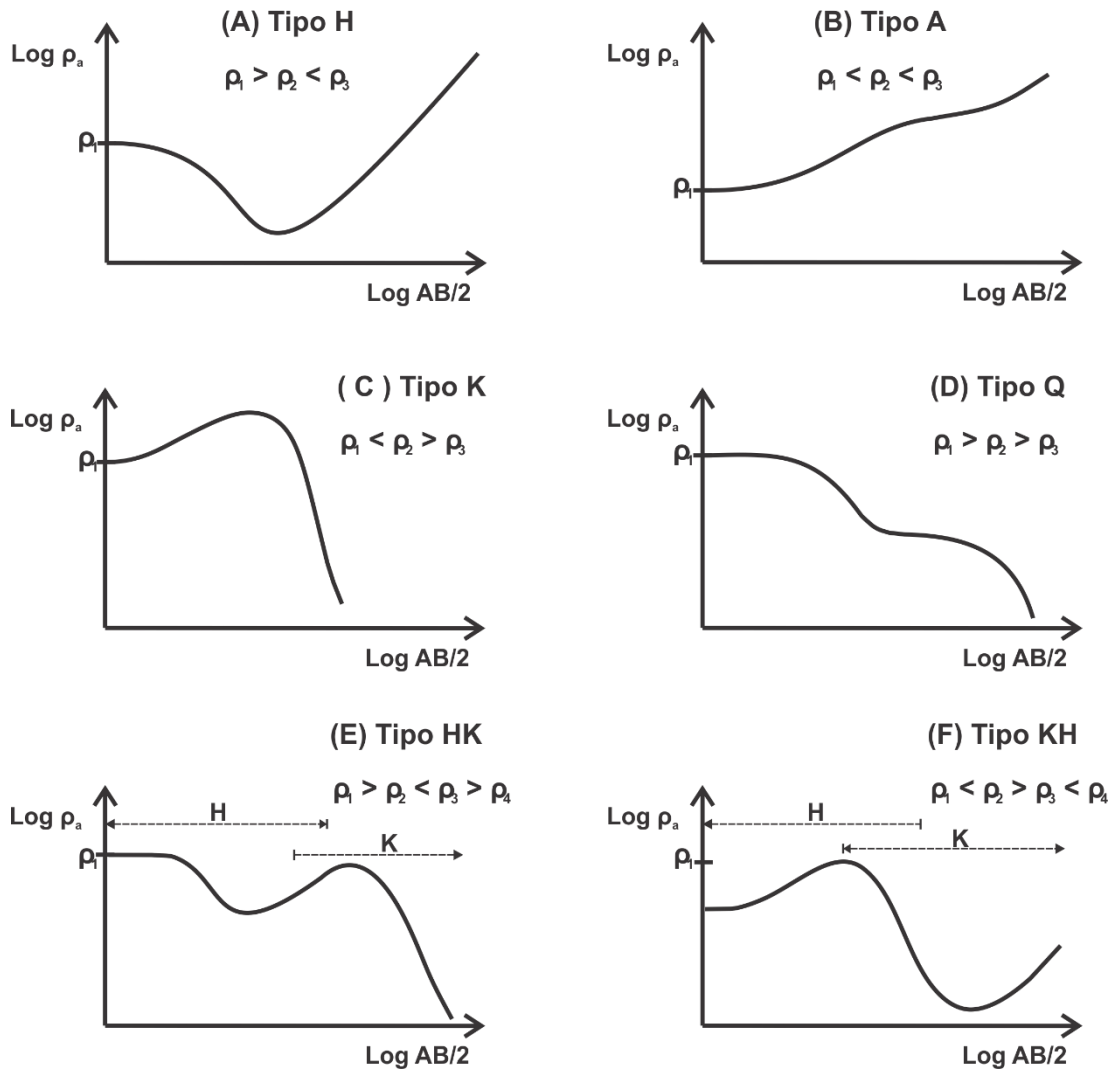 (A) Tipo H
Log ρₐ
ρ₁ > ρ₂ < ρ₃
ρ₁
Log AB/2
(B) Tipo A
Log ρₐ
ρ₁ < ρ₂ < ρ₃
ρ₁
Log AB/2
( C ) Tipo K
Log ρₐ
ρ₁ < ρ₂ > ρ₃
ρ₁
Log AB/2
(D) Tipo Q
Log ρₐ
ρ₁ > ρ₂ > ρ₃
ρ₁
Log AB/2
(E) Tipo HK
ρ₁ > ρ₂ < ρ₃ > ρ₄
Log ρₐ
H
K
ρ₁
Log AB/2
(F) Tipo KH
ρ₁ < ρ₂ > ρ₃ < ρ₄
Log ρₐ
H
K
ρ₁
Log AB/2